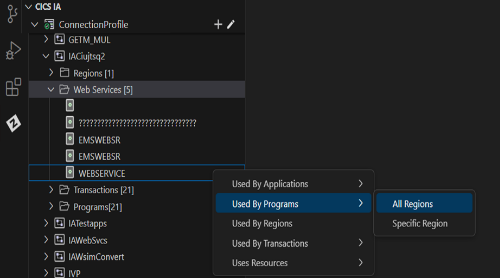 CICS IA
ConnectionProfile
GETM_MUL
IACiujtsq2
Regions [1]
Web Services [5]
????????????????????????????????
EMSWEBSR
EMSWEBSR
WEBSERVICE
Transactions [21]
Programs[21]
IATestapps
IAWebSvcs
IAWsimConvert
IVP
Used By Applications
Used By Programs
Used By Regions
Used By Transactions
Uses Resources
All Regions
Specific Region